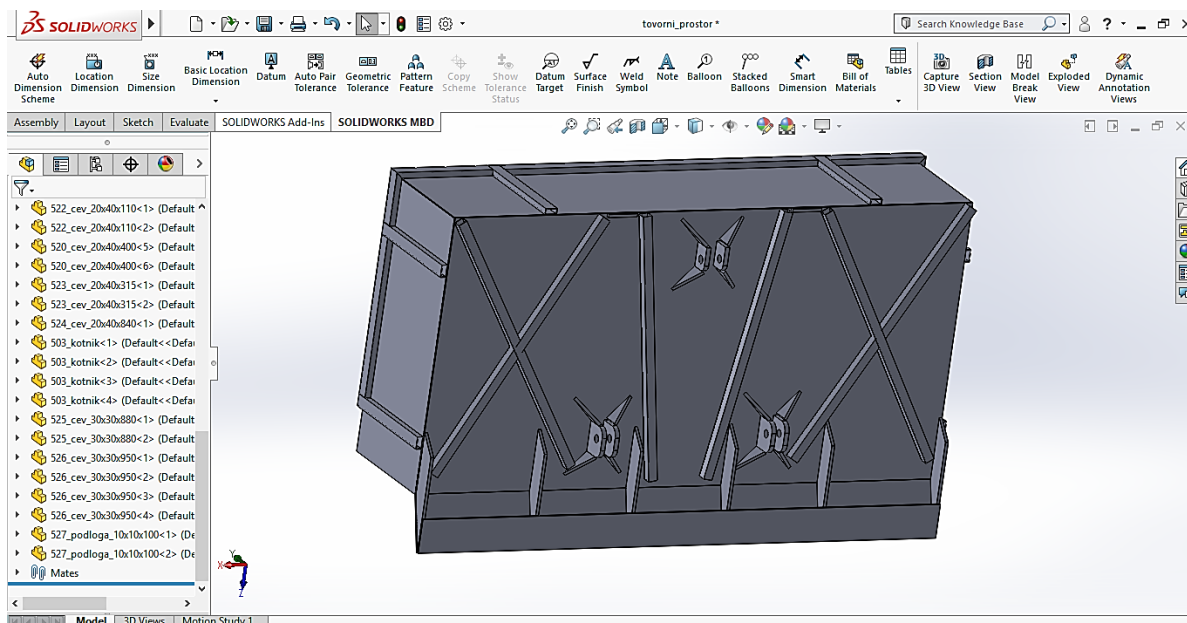 SOLIDWORKS
tovorni_prostor *
Search Knowledge Base
Auto Dimension Scheme
Location Dimension
Size Dimension
Basic Location Dimension
Datum
Auto Pair Tolerance
Geometric Tolerance
Pattern Feature
Copy Scheme
Show Tolerance Status
Datum Target
Surface Finish
Weld Symbol
Note
Balloon
Stacked Balloons
Smart Dimension
Bill of Materials
Tables
Capture 3D View
Section View
Model Break View
Exploded View
Dynamic Annotation Views
Assembly
Layout
Sketch
Evaluate
SOLIDWORKS Add-Ins
SOLIDWORKS MBD
522_cev_20x40x110<1> (Default
522_cev_20x40x110<2> (Default
520_cev_20x40x400<5> (Default
520_cev_20x40x400<6> (Default
523_cev_20x40x315<1> (Default
523_cev_20x40x315<2> (Default
524_cev_20x40x840<1> (Default
503_kotnik<1> (Default<<Defau
503_kotnik<2> (Default<<Defau
503_kotnik<3> (Default<<Defau
503_kotnik<4> (Default<<Defau
525_cev_30x30x880<1> (Default
525_cev_30x30x880<2> (Default
526_cev_30x30x950<1> (Default
526_cev_30x30x950<2> (Default
526_cev_30x30x950<3> (Default
526_cev_30x30x950<4> (Default
527_podloga_10x10x100<1> (De
527_podloga_10x10x100<2> (De
Mates
X
Y
Z
Model
3D Views
Motion Study 1